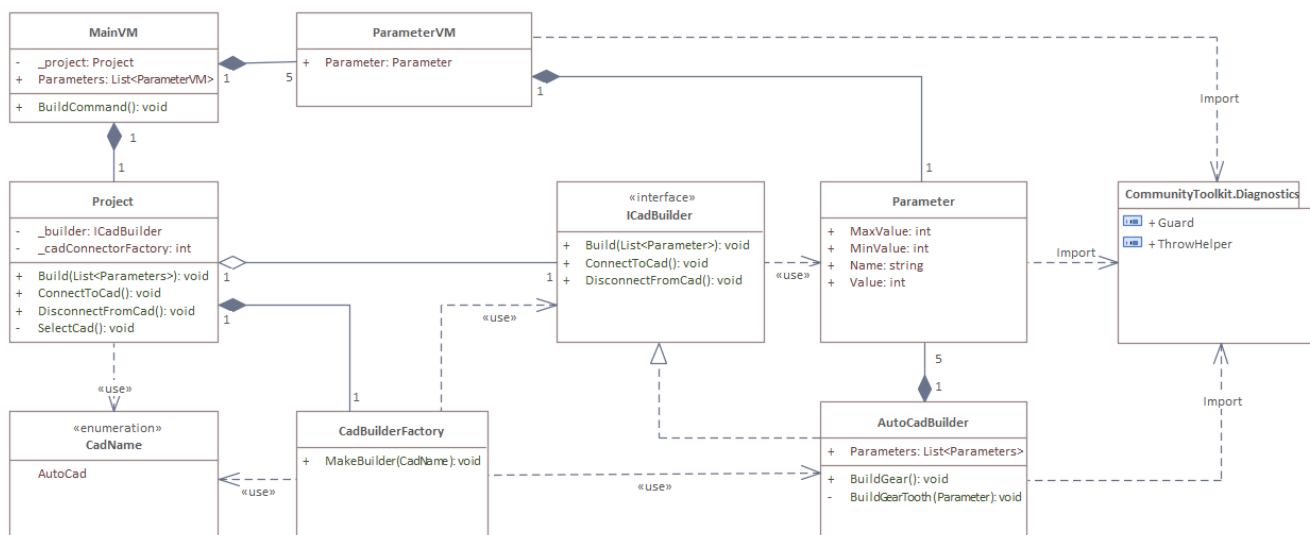 MainVM
- _project: Project
+ Parameters: List<ParameterVM>
+ BuildCommand(): void
1
5
ParameterVM
+ Parameter: Parameter
1
Import
1
1
1
Project
- _builder: ICadBuilder
- _cadConnectorFactory: int
+ Build(List<Parameters>): void
+ ConnectToCad(): void
+ DisconnectFromCad(): void
- SelectCad(): void
1
1
1
«interface»
ICadBuilder
+ Build(List<Parameter>): void
+ ConnectToCad(): void
+ DisconnectFromCad(): void
«use»
Parameter
+ MaxValue: int
+ MinValue: int
+ Name: string
+ Value: int
Import
CommunityToolkit.Diagnostics
+ Guard
+ ThrowHelper
«use»
«use»
5
1
1
Import
«enumeration»
CadName
AutoCad
«use»
CadBuilderFactory
+ MakeBuilder(CadName): void
«use»
AutoCadBuilder
+ Parameters: List<Parameters>
+ BuildGear(): void
- BuildGearTooth(Parameter): void